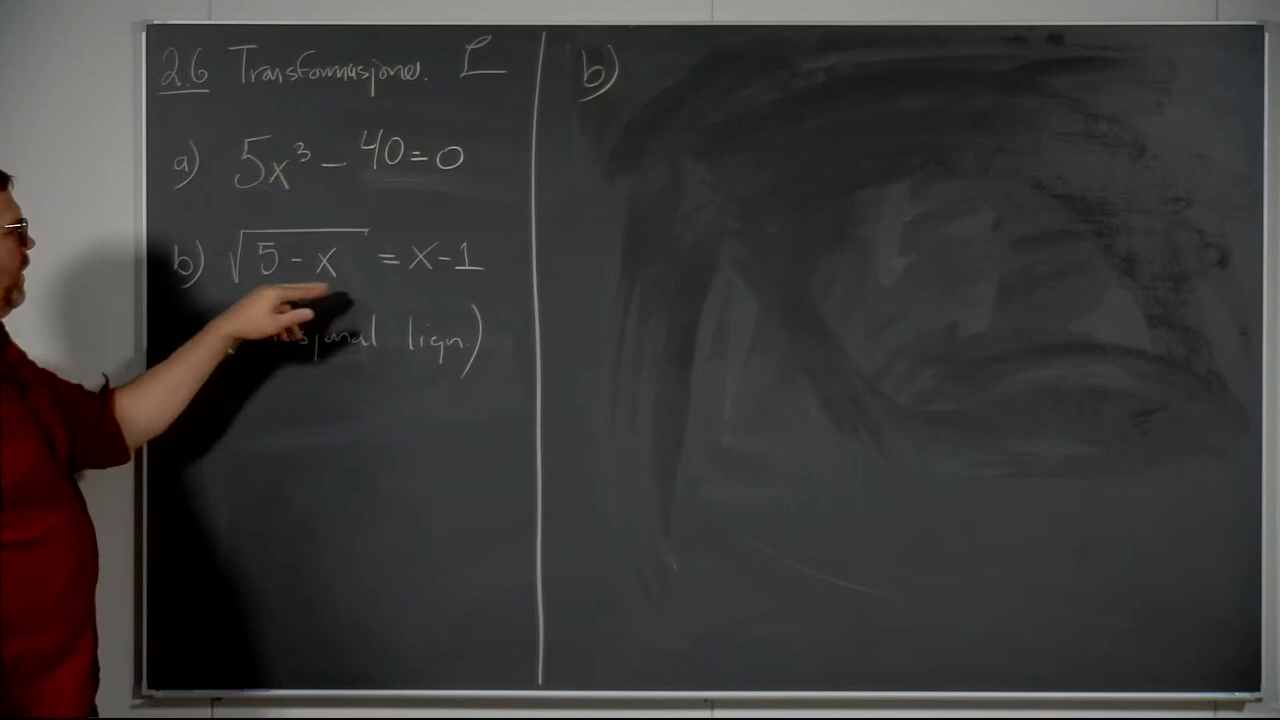 2.6 Transformasjoner. L
a) 5x³ - 40 = 0
b) √(5 - x) = x - 1
lign.)
b)